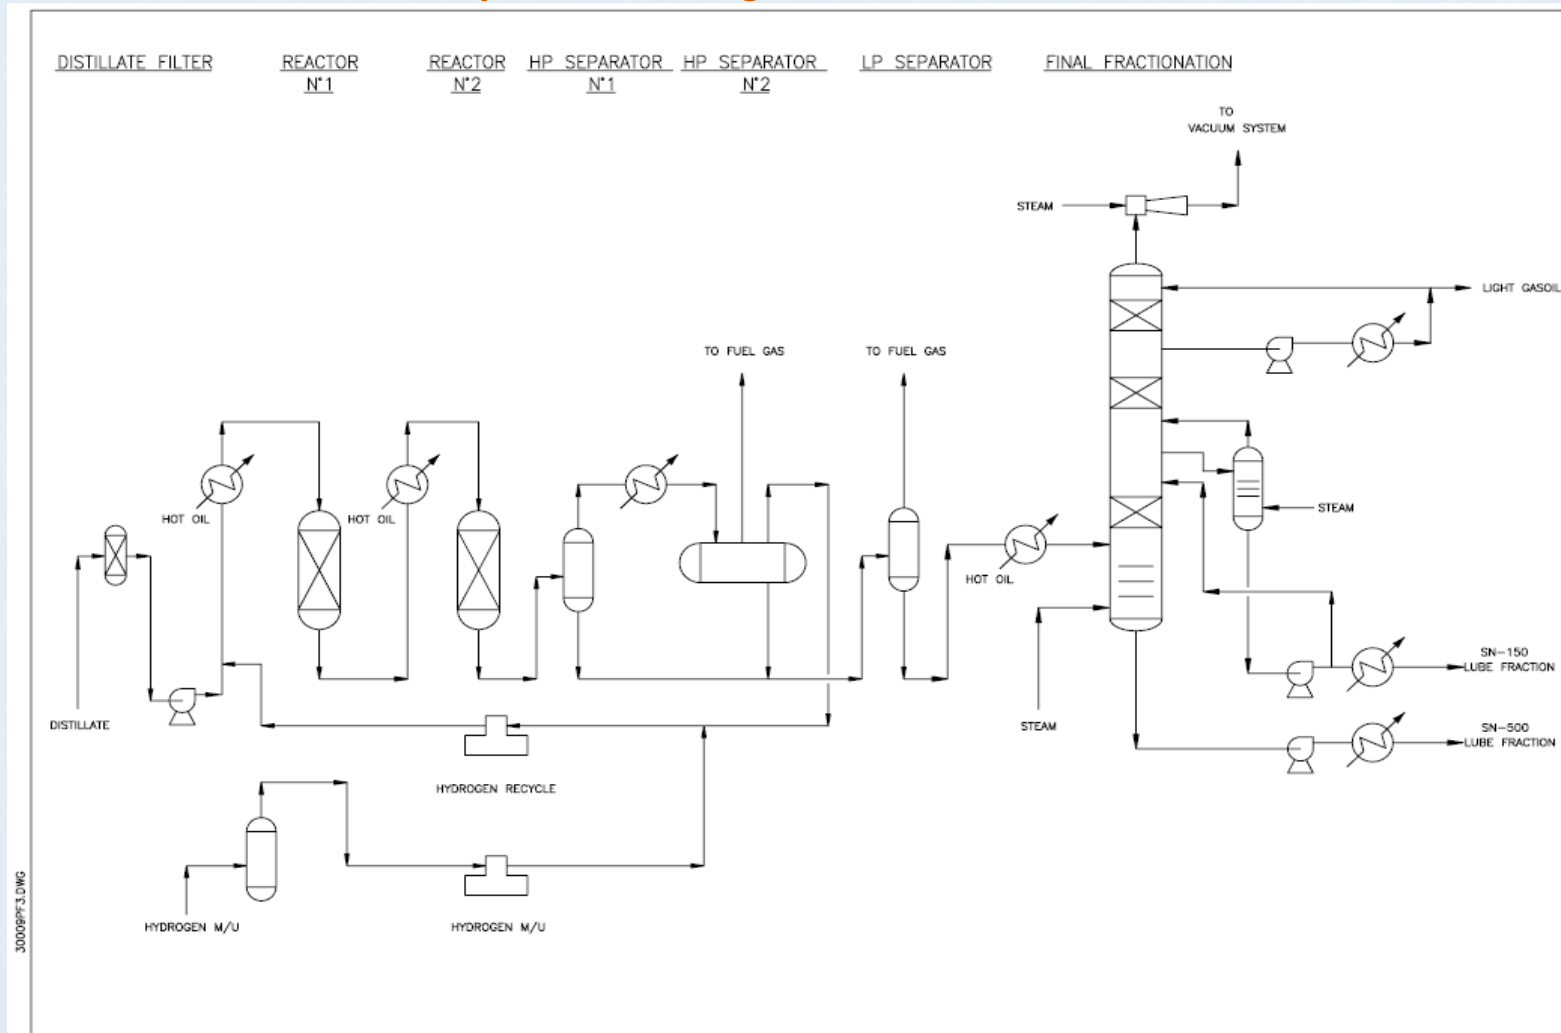 DISTILLATE FILTER
REACTOR
N°1
REACTOR
N°2
HP SEPARATOR
N°1
HP SEPARATOR
N°2
LP SEPARATOR
FINAL FRACTIONATION
TO
VACUUM SYSTEM
STEAM
LIGHT GASOIL
TO FUEL GAS
TO FUEL GAS
HOT OIL
HOT OIL
STEAM
HOT OIL
SN-150
LUBE FRACTION
DISTILLATE
STEAM
SN-500
LUBE FRACTION
HYDROGEN RECYCLE
HYDROGEN M/U
HYDROGEN M/U
30009PF3.DWG